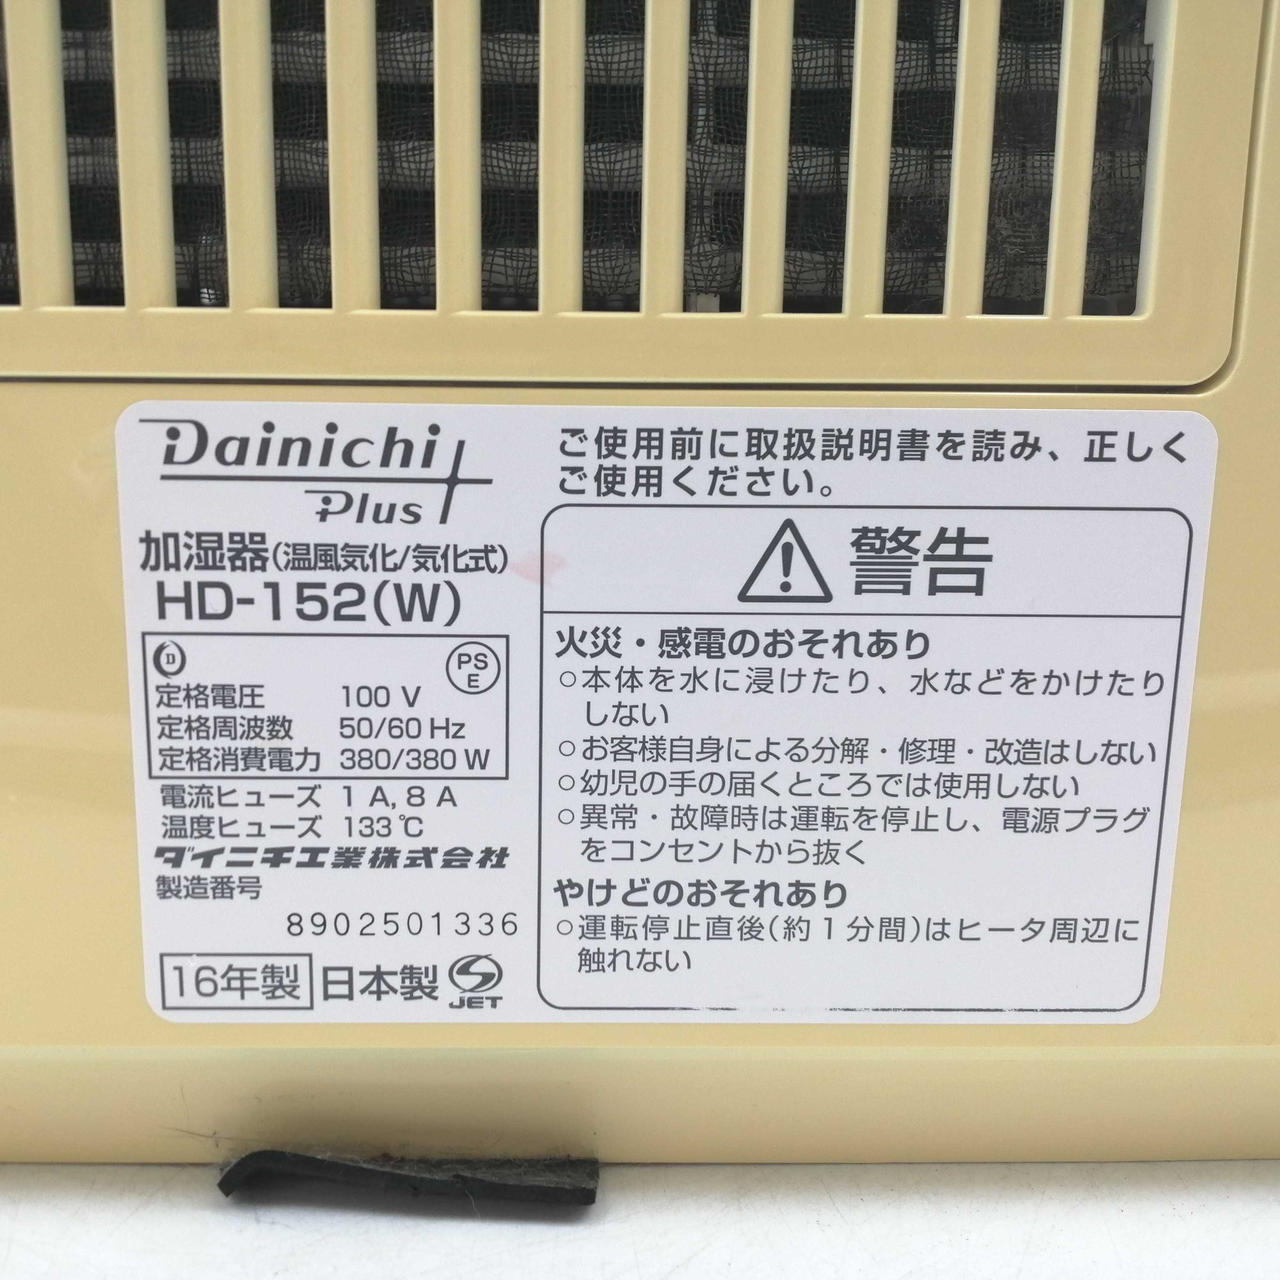 Dainichi
Plus
加湿器(温風気化/気化式)
HD-152(W)
D
PS
E
定格電圧 100 V
定格周波数 50/60 Hz
定格消費電力 380/380 W
電流ヒューズ 1 A, 8 A
温度ヒューズ 133℃
ダイニチ工業株式会社
製造番号
8902501336
16年製 日本製 JET
ご使用前に取扱説明書を読み、正しく
ご使用ください。
警告
火災・感電のおそれあり
○本体を水に浸けたり、水などをかけたり
しない
○お客様自身による分解・修理・改造はしない
○幼児の手の届くところでは使用しない
○異常・故障時は運転を停止し、電源プラグ
をコンセントから抜く
やけどのおそれあり
○運転停止直後(約1分間)はヒータ周辺に
触れない